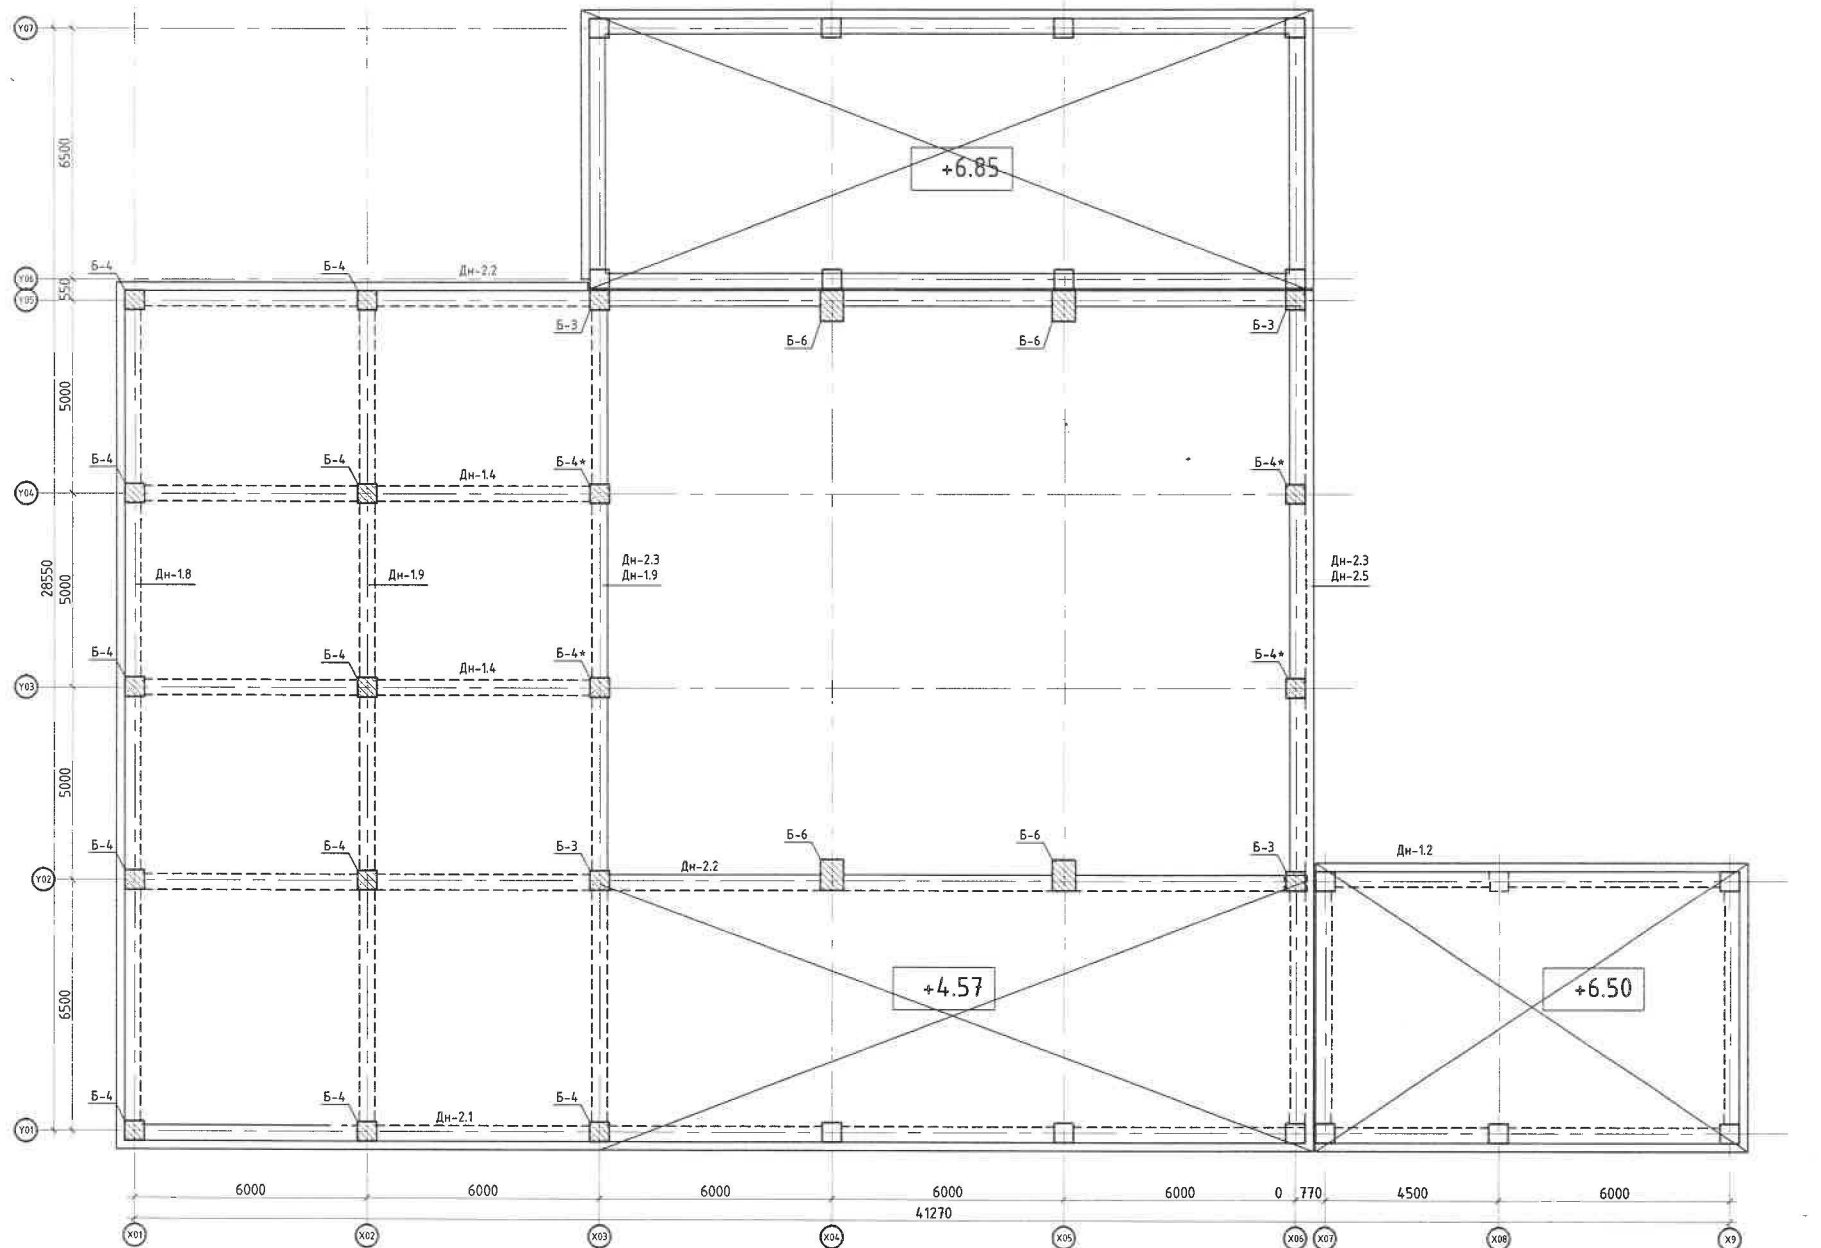 Y07
6500
+6.85
Y06
Б-4
Б-4
Дн-2.2
550
Y05
Б-3
Б-6
Б-6
Б-3
5000
Б-4
Б-4
Дн-1.4
Б-4*
Б-4*
Y04
28550
5000
Дн-1.8
Дн-1.9
Дн-2.3
Дн-1.9
Дн-2.3
Дн-2.5
Б-4
Б-4
Дн-1.4
Б-4*
Б-4*
Y03
5000
Б-4
Б-4
Б-3
Дн-2.2
Б-6
Б-6
Б-3
Дн-1.2
Y02
6500
+4.57
+6.50
Б-4
Б-4
Дн-2.1
Б-4
Y01
6000
6000
6000
6000
6000
0
770
4500
6000
41270
X01
X02
X03
X04
X05
X06
X07
X08
X9